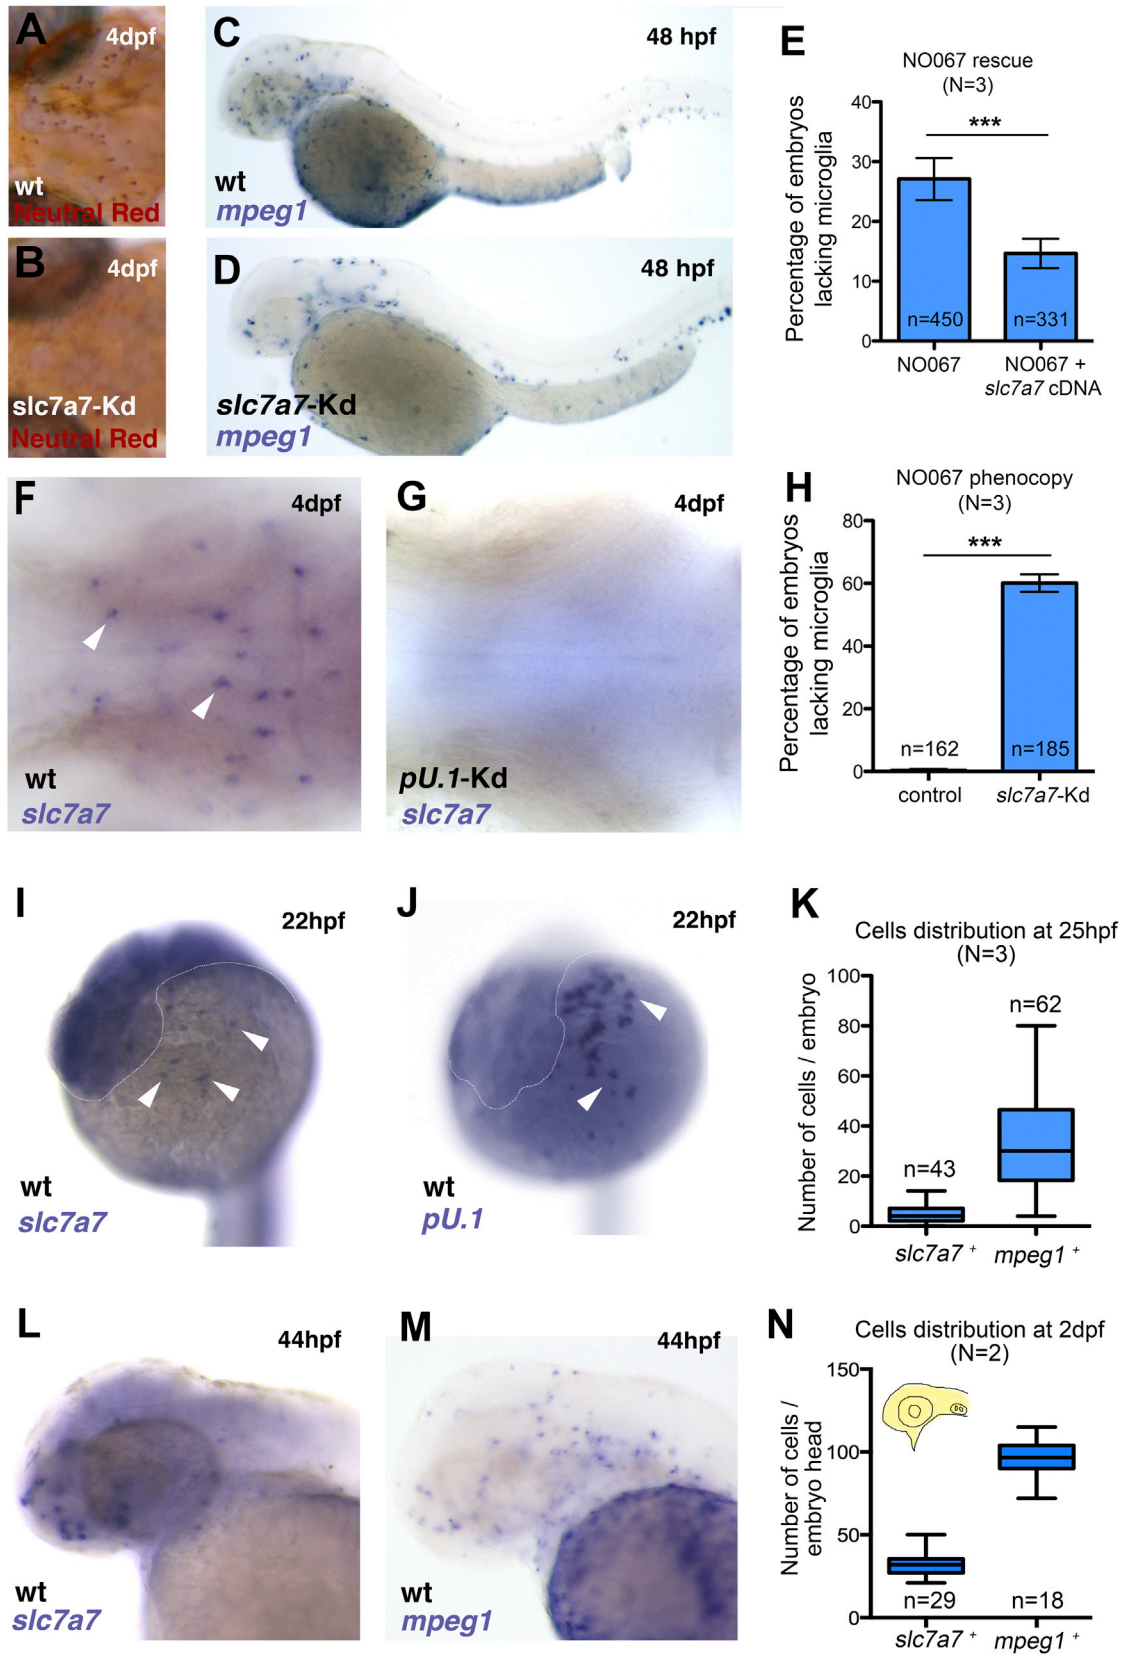 A
4dpf
wt
Neutral Red
B
4dpf
slc7a7-Kd
Neutral Red
C
48 hpf
wt
mpeg1
D
48 hpf
slc7a7-Kd
mpeg1
E
NO067 rescue
(N=3)
Percentage of embryos
lacking microglia
40
30
20
10
0
***
n=450
n=331
NO067
NO067 +
slc7a7 cDNA
F
4dpf
wt
slc7a7
G
4dpf
pU.1-Kd
slc7a7
H
NO067 phenocopy
(N=3)
Percentage of embryos
lacking microglia
80
60
40
20
0
***
n=162
n=185
control
slc7a7-Kd
I
22hpf
wt
slc7a7
J
22hpf
wt
pU.1
K
Cells distribution at 25hpf
(N=3)
Number of cells / embryo
100
80
60
40
20
0
n=43
n=62
slc7a7 +
mpeg1 +
L
44hpf
wt
slc7a7
M
44hpf
wt
mpeg1
N
Cells distribution at 2dpf
(N=2)
Number of cells /
embryo head
150
100
50
0
n=29
n=18
slc7a7 +
mpeg1 +